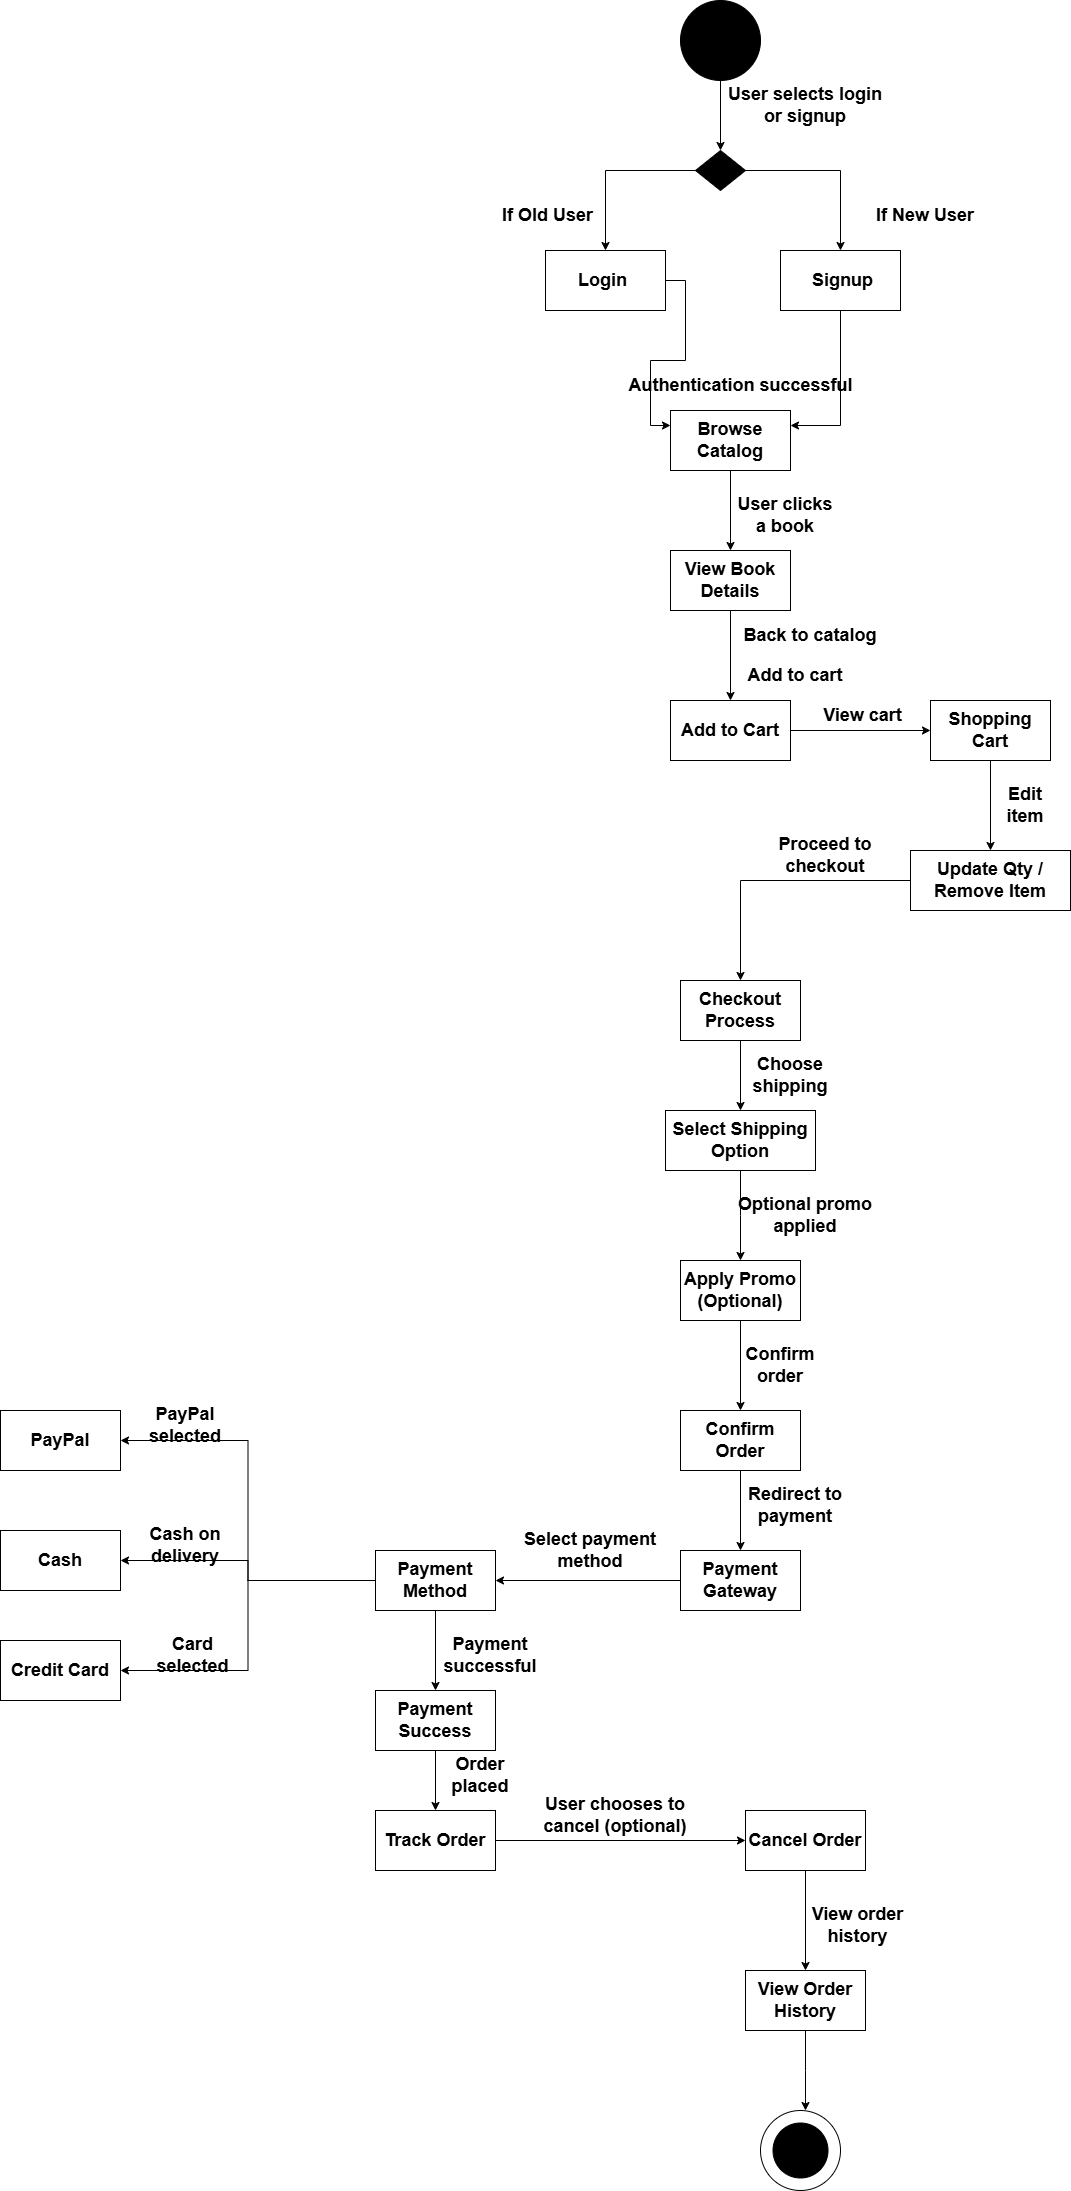 User selects login
or signup
If Old User
If New User
Login
Signup
Authentication successful
Browse
Catalog
User clicks
a book
View Book
Details
Back to catalog
Add to cart
Add to Cart
View cart
Shopping
Cart
Edit
item
Update Qty /
Remove Item
Proceed to
checkout
Checkout
Process
Choose
shipping
Select Shipping
Option
Optional promo
applied
Apply Promo
(Optional)
Confirm
order
Confirm
Order
Redirect to
payment
Payment
Gateway
Select payment
method
Payment
Method
PayPal
selected
PayPal
Cash on
delivery
Cash
Card
selected
Credit Card
Payment
successful
Payment
Success
Order
placed
Track Order
User chooses to
cancel (optional)
Cancel Order
View order
history
View Order
History